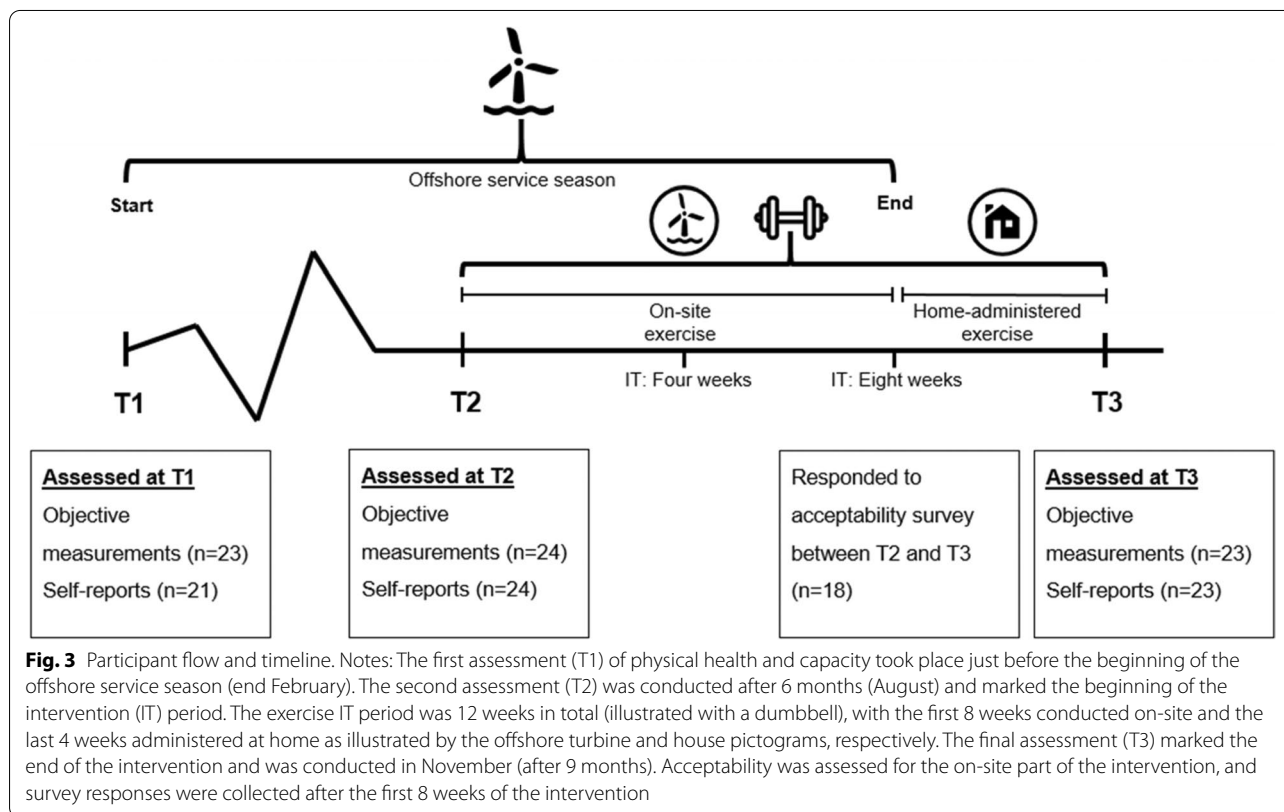 Offshore service season
Start
End
On-site
exercise
Home-administered
exercise
IT: Four weeks
IT: Eight weeks
T1
T2
T3
Assessed at T1
Objective
measurements (n=23)
Self-reports (n=21)
Assessed at T2
Objective
measurements (n=24)
Self-reports (n=24)
Responded to
acceptability survey
between T2 and T3
(n=18)
Assessed at T3
Objective
measurements (n=23)
Self-reports (n=23)
Fig. 3 Participant flow and timeline. Notes: The first assessment (T1) of physical health and capacity took place just before the beginning of the
offshore service season (end February). The second assessment (T2) was conducted after 6 months (August) and marked the beginning of the
intervention (IT) period. The exercise IT period was 12 weeks in total (illustrated with a dumbbell), with the first 8 weeks conducted on-site and the
last 4 weeks administered at home as illustrated by the offshore turbine and house pictograms, respectively. The final assessment (T3) marked the
end of the intervention and was conducted in November (after 9 months). Acceptability was assessed for the on-site part of the intervention, and
survey responses were collected after the first 8 weeks of the intervention